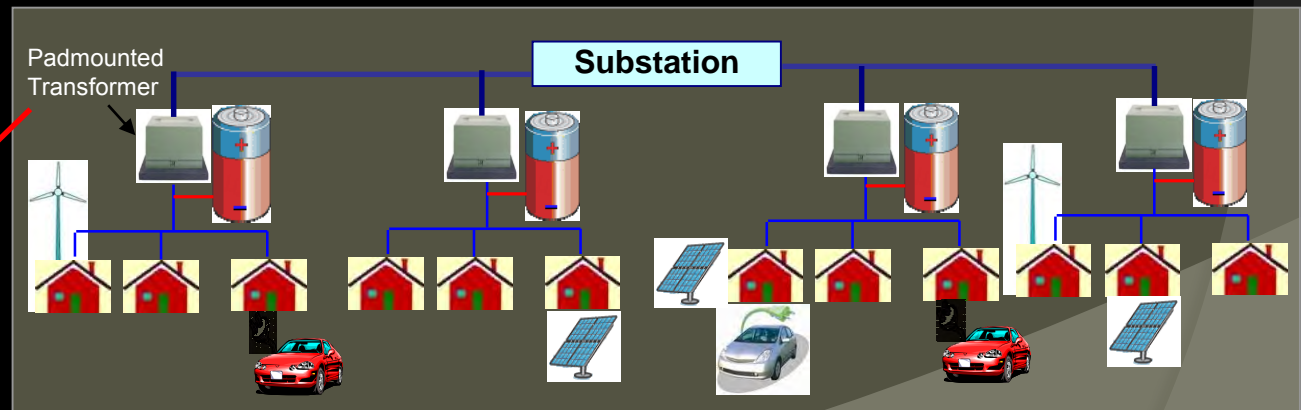 Substation
Padmounted
Transformer
+
-
+
-
+
-
+
-